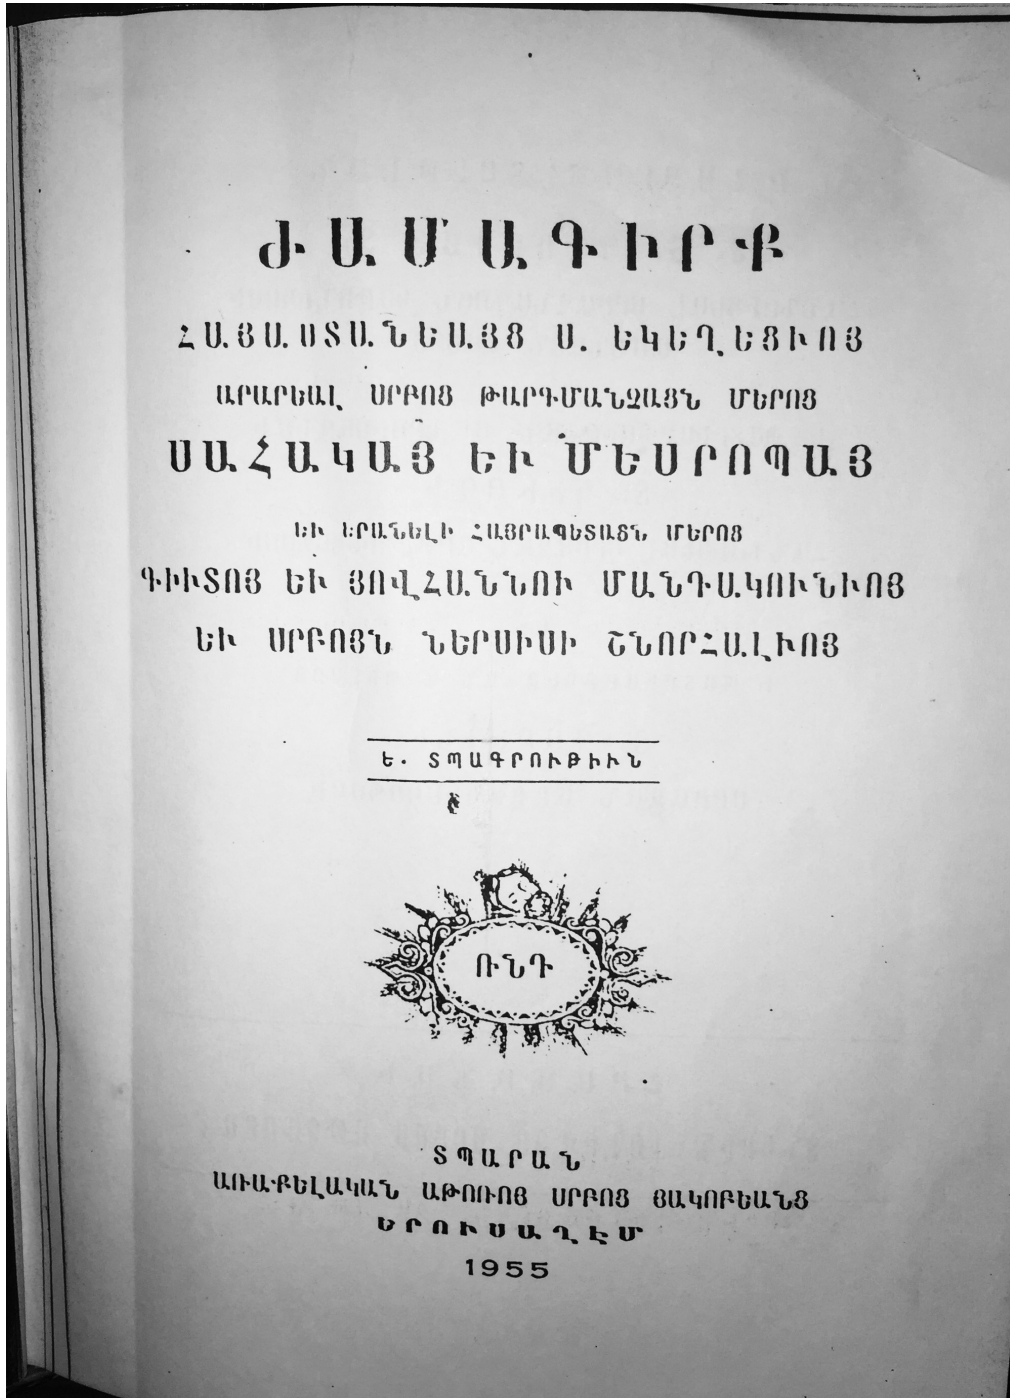 ԺԱՄԱԳԻՐՔ
ՀԱՅԱՍՏԱՆԵԱՅՑ Ս. ԵԿԵՂԵՑՒՈՅ
ԱՐԱՐԵԱԼ ՍՐԲՈՑ ԹԱՐԳՄԱՆՉԱՑՆ ՄԵՐՈՑ
ՍԱՀԱԿԱՅ ԵՒ ՄԵՍՐՈՊԱՅ
ԵՒ ԵՐԱՆԵԼԻ ՀԱՅՐԱՊԵՏԱՑՆ ՄԵՐՈՑ
ԳԻՒՏՈՅ ԵՒ ՅՈՎՀԱՆՆՈՒ ՄԱՆԴԱԿՈՒՆՒՈՅ
ԵՒ ՍՐԲՈՅՆ ՆԵՐՍԻՍԻ ՇՆՈՐՀԱԼՒՈՅ
Ե. ՏՊԱԳՐՈՒԹԻՒՆ
ՌՆԴ
ՏՊԱՐԱՆ
ԱՌԱՔԵԼԱԿԱՆ ԱԹՈՌՈՅ ՍՐԲՈՑ ՅԱԿՈԲԵԱՆՑ
ԵՐՈՒՍԱՂԷՄ
1955